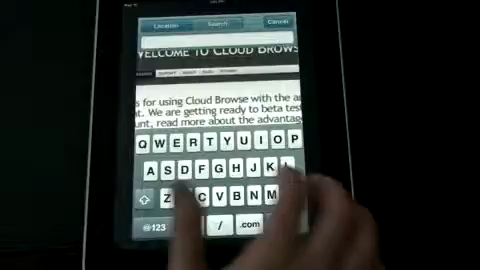 Location Search Cancel
WELCOME TO CLOUD BROWS
s for using Cloud Browse with the a
t. We are getting ready to beta tes
unt, read more about the advantag
Q W E R T Y U I O P
A S D F G H J K L
Z C V B N M
@123 / .com